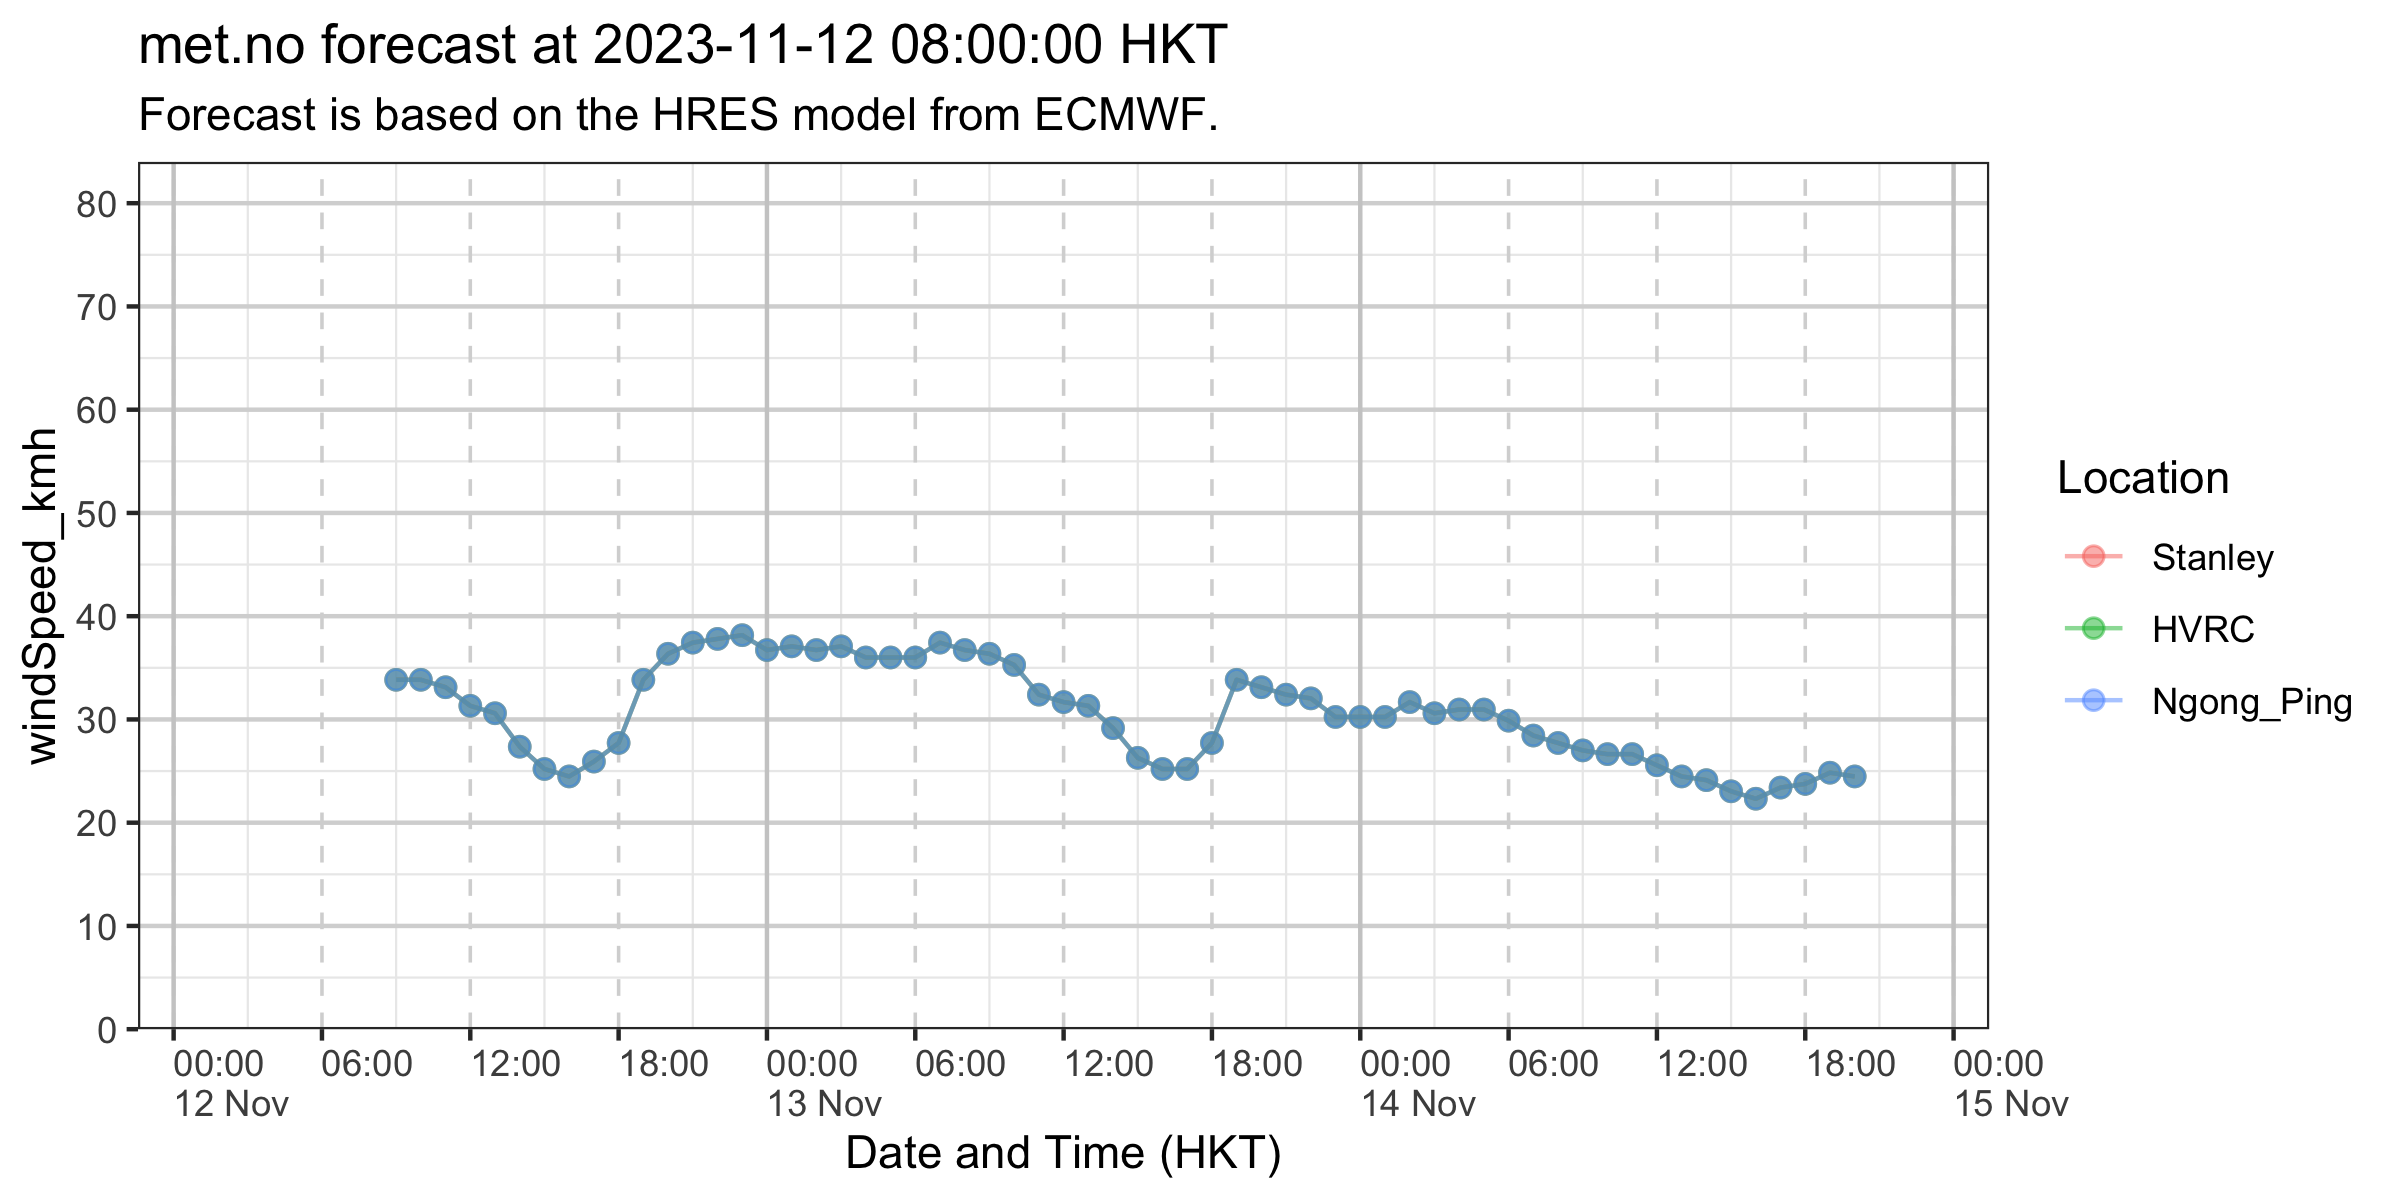 met.no forecast at 2023-11-12 08:00:00 HKT
Forecast is based on the HRES model from ECMWF.
windSpeed_kmh
80
70
60
50
40
30
20
10
0
00:00 06:00 12:00 18:00 00:00 06:00 12:00 18:00 00:00 06:00 12:00 18:00 00:00
12 Nov 13 Nov 14 Nov 15 Nov
Date and Time (HKT)
Location
Stanley
HVRC
Ngong_Ping